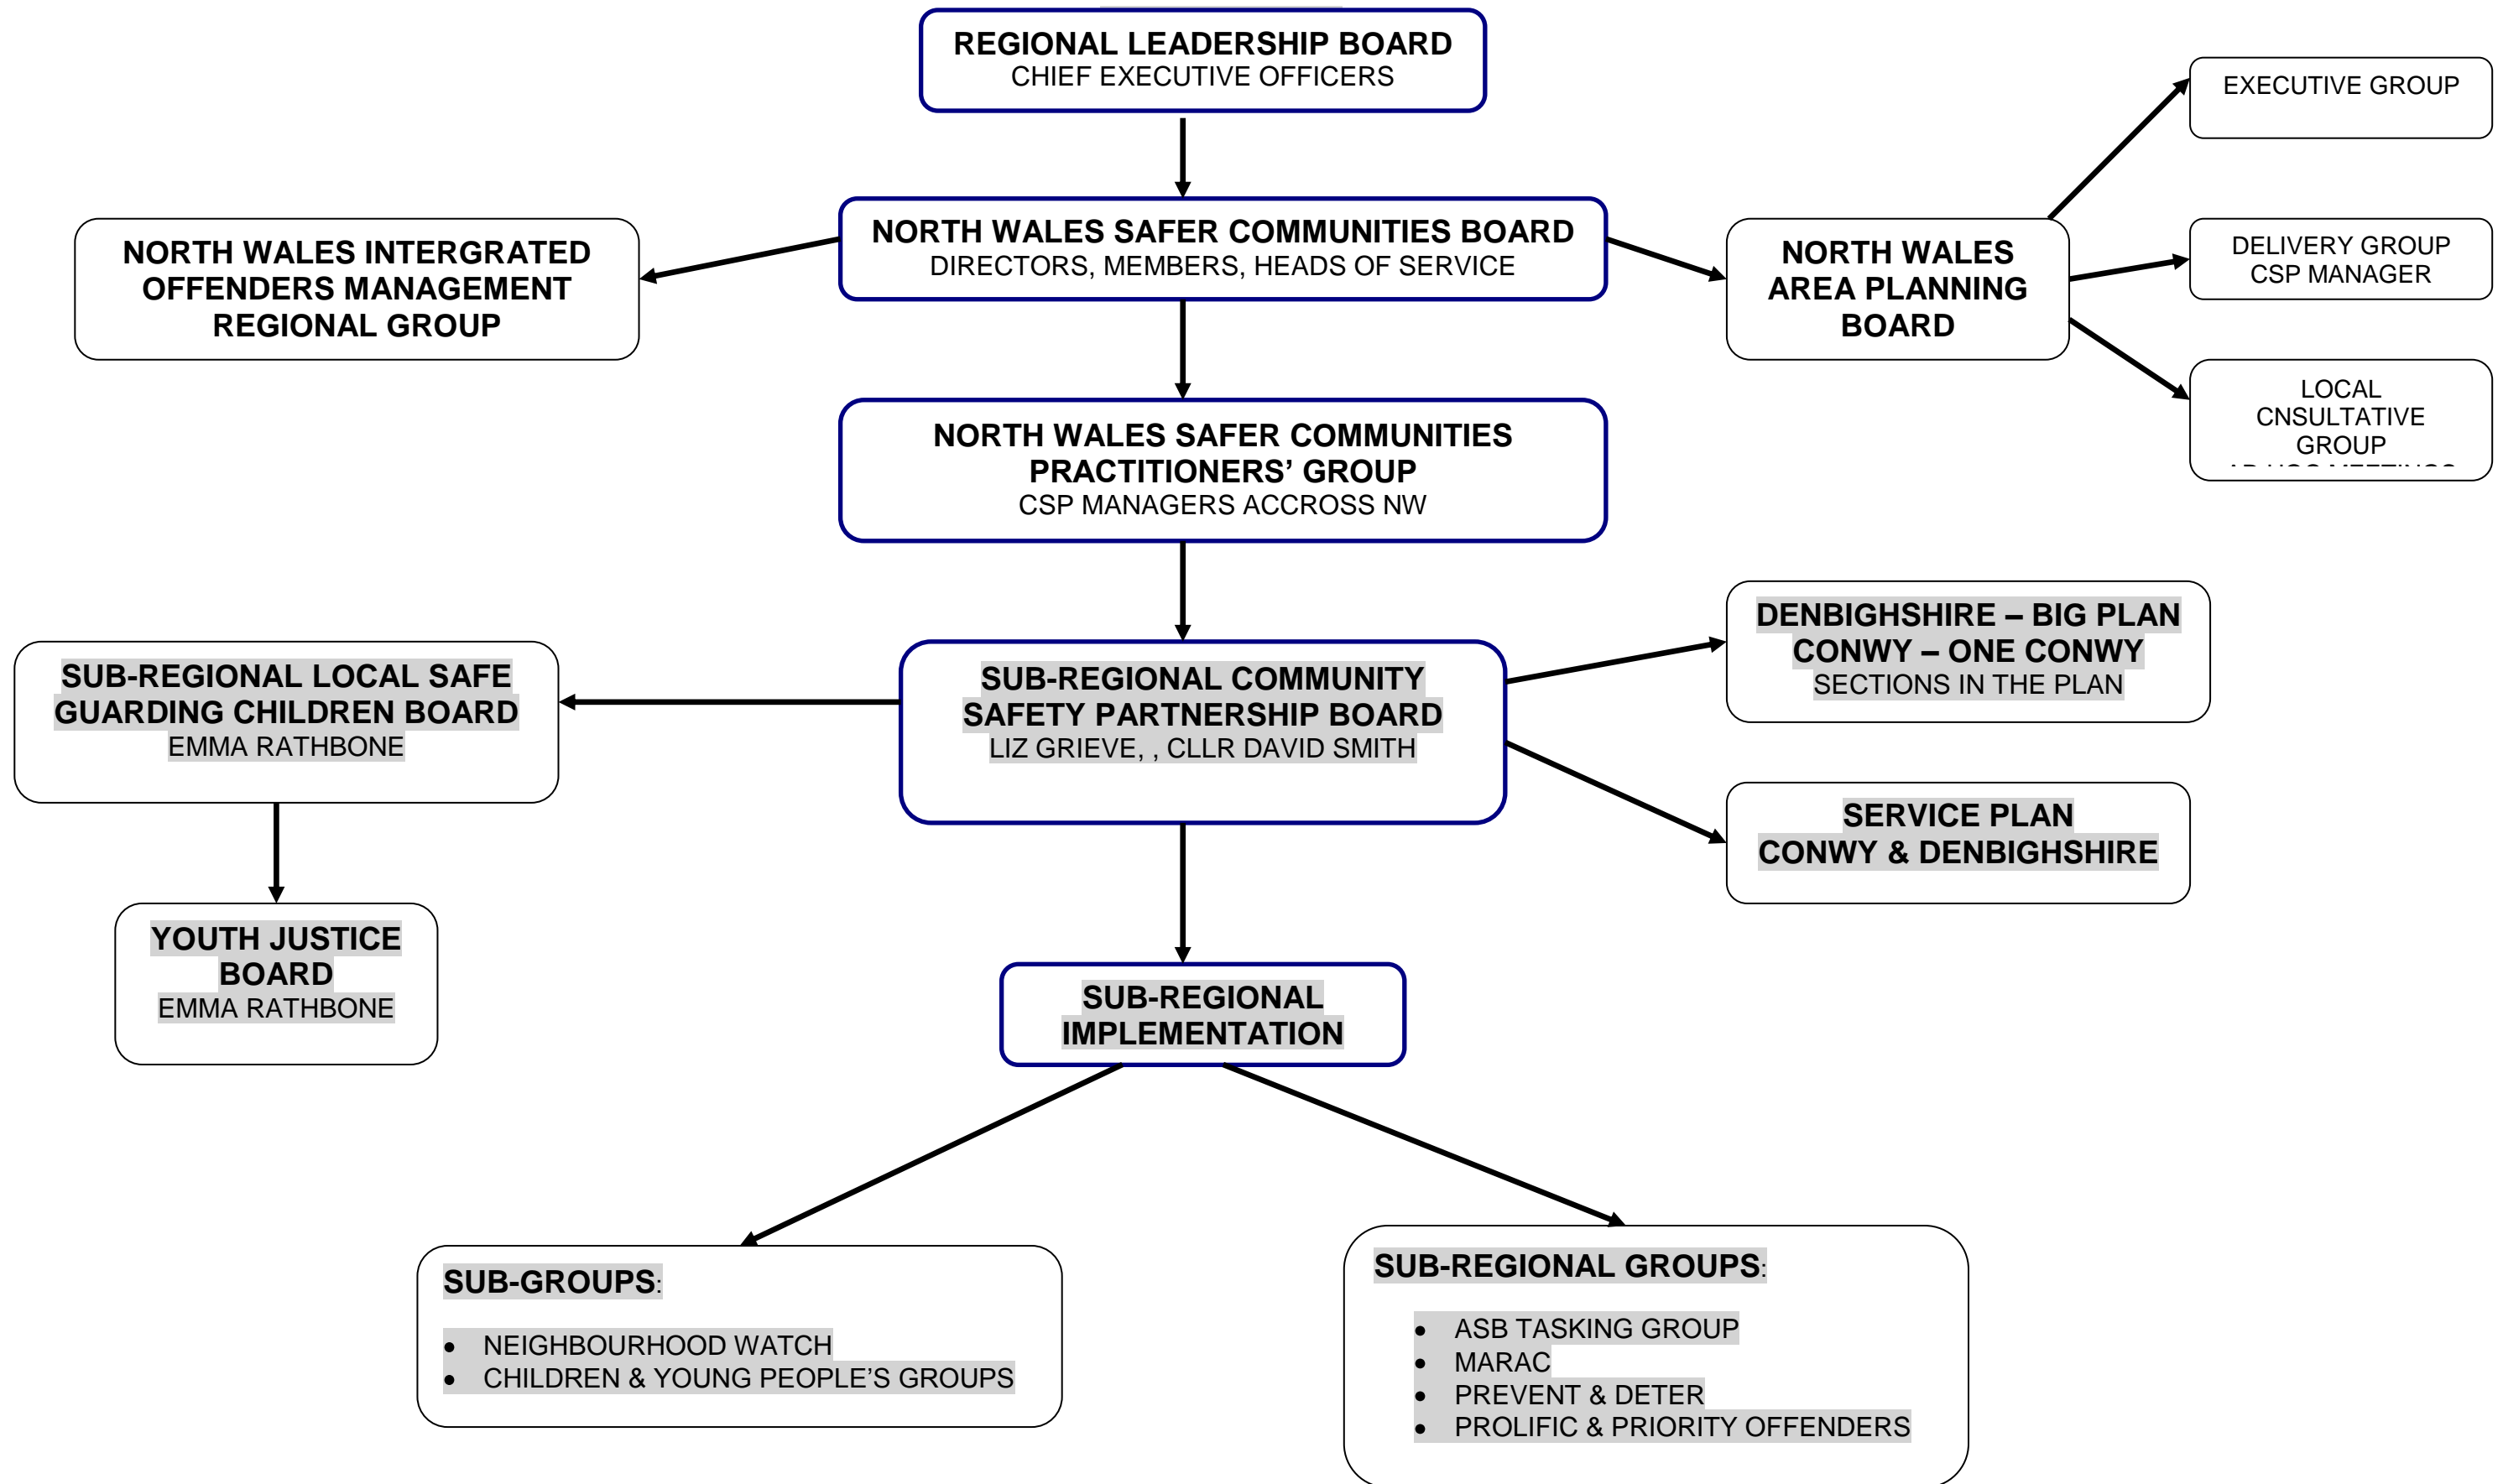 REGIONAL LEADERSHIP BOARD
CHIEF EXECUTIVE OFFICERS
EXECUTIVE GROUP
NORTH WALES SAFER COMMUNITIES BOARD
DIRECTORS, MEMBERS, HEADS OF SERVICE
NORTH WALES INTERGRATED
OFFENDERS MANAGEMENT
REGIONAL GROUP
NORTH WALES
AREA PLANNING
BOARD
DELIVERY GROUP
CSP MANAGER
LOCAL
CNSULTATIVE
GROUP
NORTH WALES SAFER COMMUNITIES
PRACTITIONERS’ GROUP
CSP MANAGERS ACCROSS NW
DENBIGHSHIRE – BIG PLAN
CONWY – ONE CONWY
SECTIONS IN THE PLAN
SUB-REGIONAL LOCAL SAFE
GUARDING CHILDREN BOARD
EMMA RATHBONE
SUB-REGIONAL COMMUNITY
SAFETY PARTNERSHIP BOARD
LIZ GRIEVE, , CLLR DAVID SMITH
SERVICE PLAN
CONWY & DENBIGHSHIRE
YOUTH JUSTICE
BOARD
EMMA RATHBONE
SUB-REGIONAL
IMPLEMENTATION
SUB-GROUPS:
• NEIGHBOURHOOD WATCH
• CHILDREN & YOUNG PEOPLE’S GROUPS
SUB-REGIONAL GROUPS:
• ASB TASKING GROUP
• MARAC
• PREVENT & DETER
• PROLIFIC & PRIORITY OFFENDERS